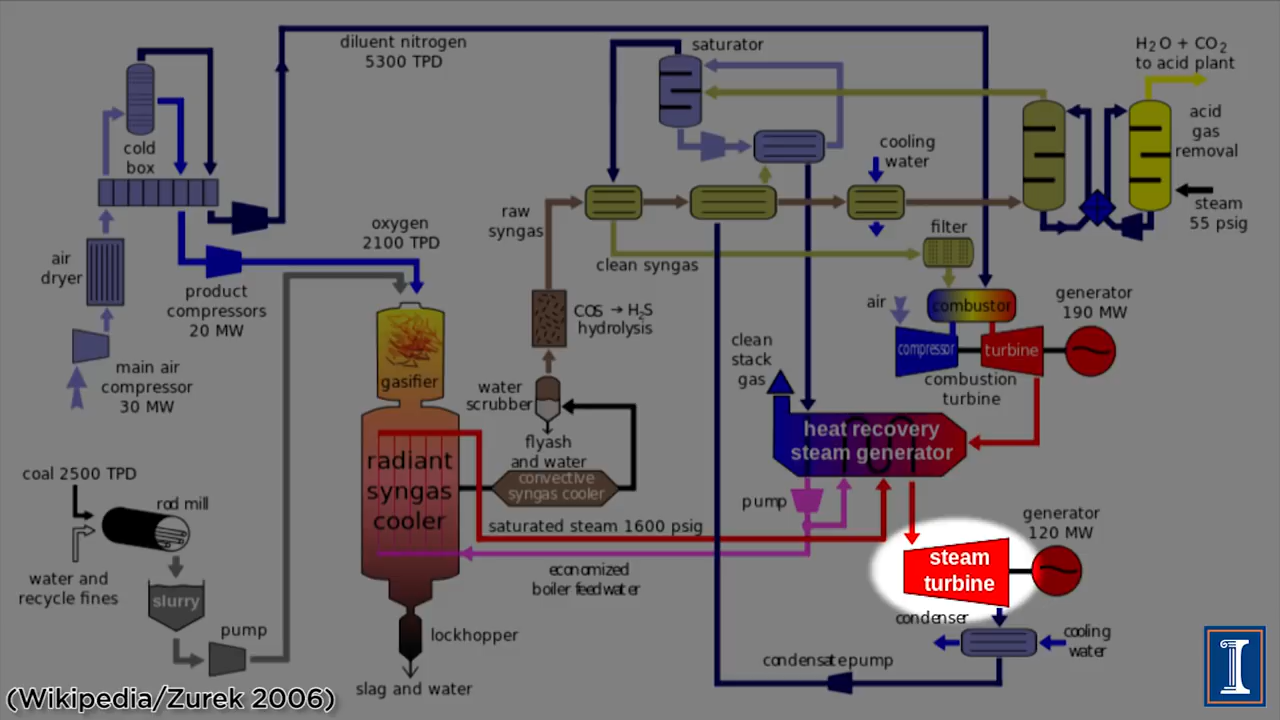 diluent nitrogen
5300 TPD
saturator
H₂O + CO₂
to acid plant
cold
box
cooling
water
acid
gas
removal
steam
55 psig
raw
syngas
oxygen
2100 TPD
filter
clean syngas
air
dryer
product
compressors
20 MW
COS → H₂S
hydrolysis
air
combustor
generator
190 MW
compressor
turbine
combustion
turbine
clean
stack
gas
main air
compressor
30 MW
gasifier
water
scrubber
flyash
and water
heat recovery
steam generator
radiant
syngas
cooler
convective
syngas cooler
coal 2500 TPD
rod mill
pump
saturated steam 1600 psig
generator
120 MW
steam
turbine
water and
recycle fines
slurry
economized
boiler feedwater
condenser
cooling
water
pump
lockhopper
condensate pump
slag and water
(Wikipedia/Zurek 2006)
I